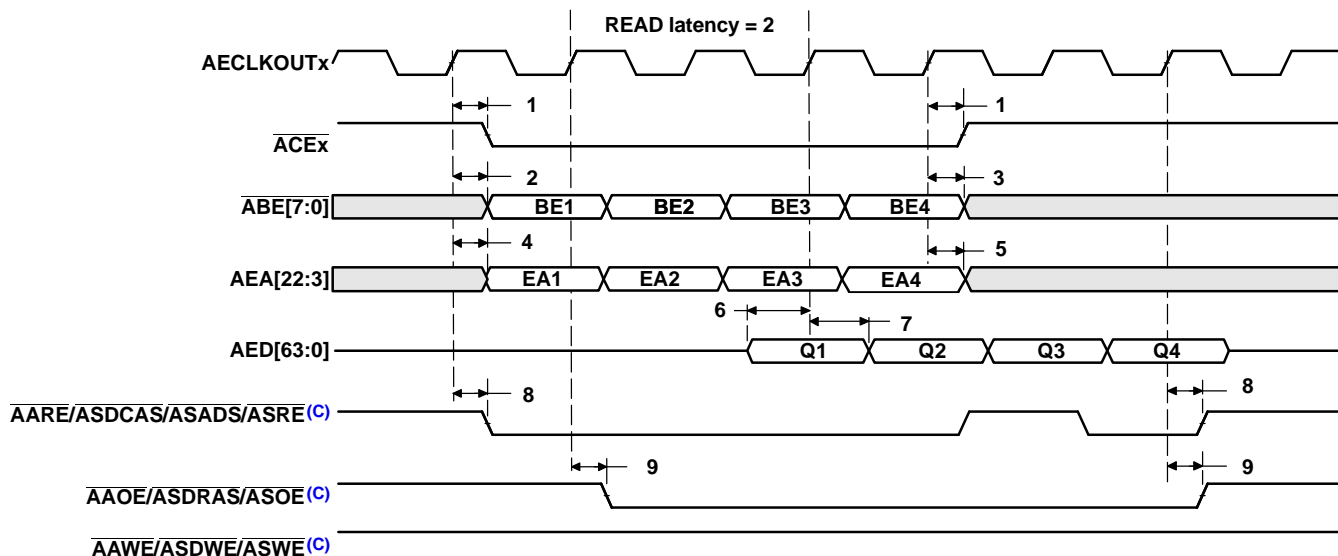 READ latency = 2
AECLKOUTx
1 1
ACEx
2 3
ABE[7:0] BE1 BE2 BE3 BE4
4 5
AEA[22:3] EA1 EA2 EA3 EA4
6 7
AED[63:0] Q1 Q2 Q3 Q4
8 8
AARE/ASDCAS/ASADS/ASRE(C)
9 9
AAOE/ASDRAS/ASOE(C)
AAWE/ASDWE/ASWE(C)